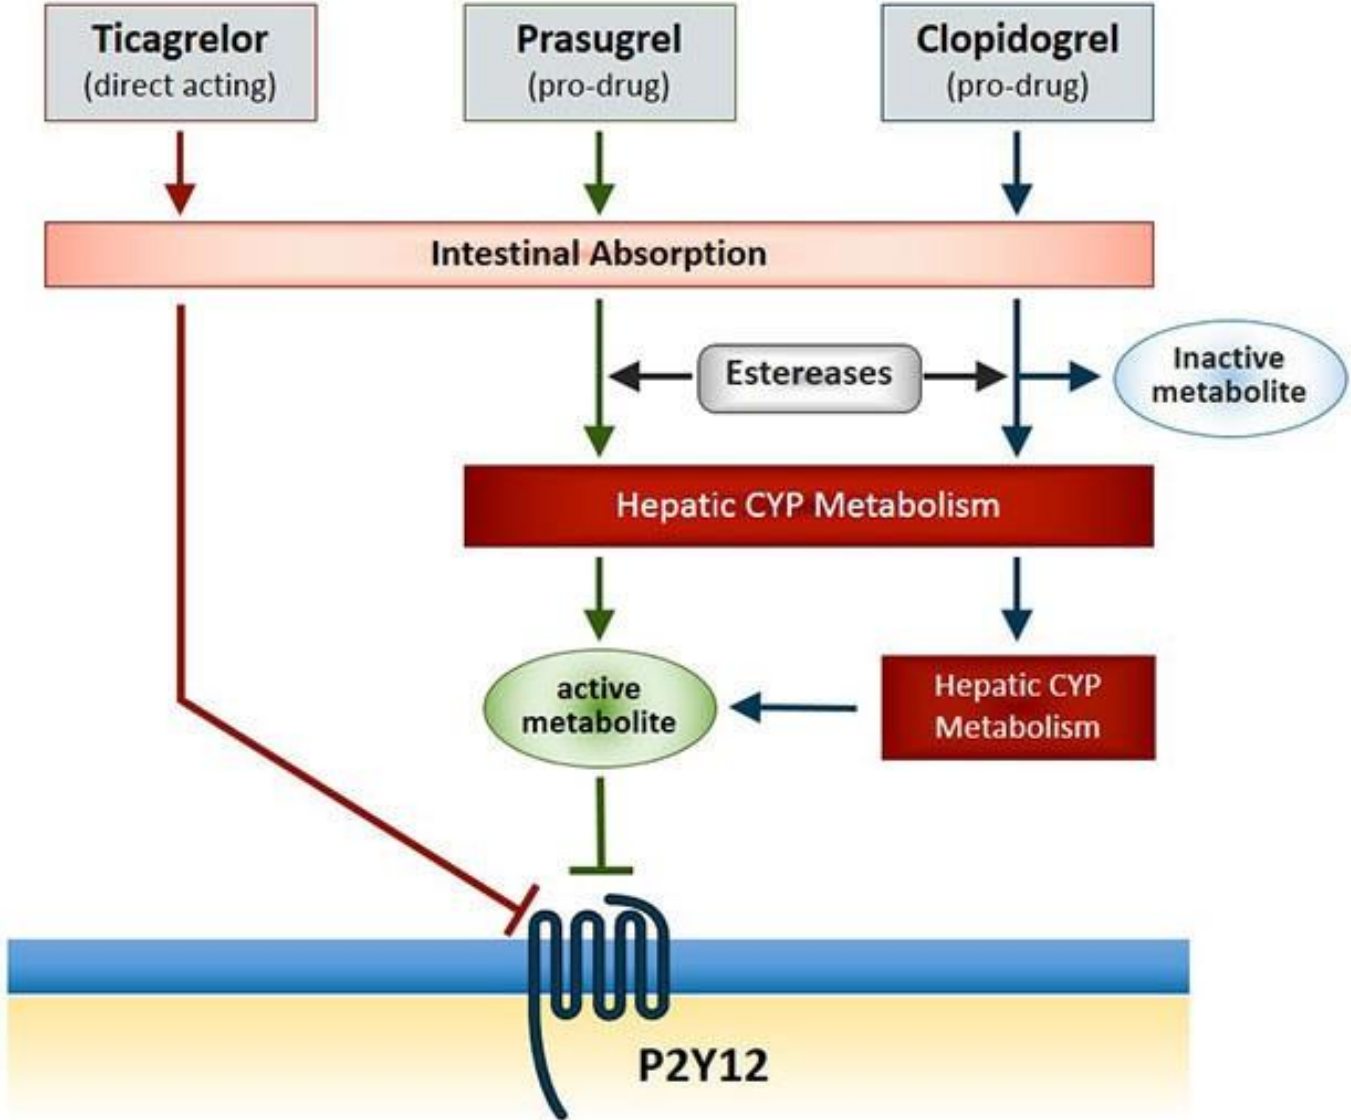 Ticagrelor
(direct acting)
Prasugrel
(pro-drug)
Clopidogrel
(pro-drug)
Intestinal Absorption
Estereases
Inactive
metabolite
Hepatic CYP Metabolism
active
metabolite
Hepatic CYP
Metabolism
P2Y12